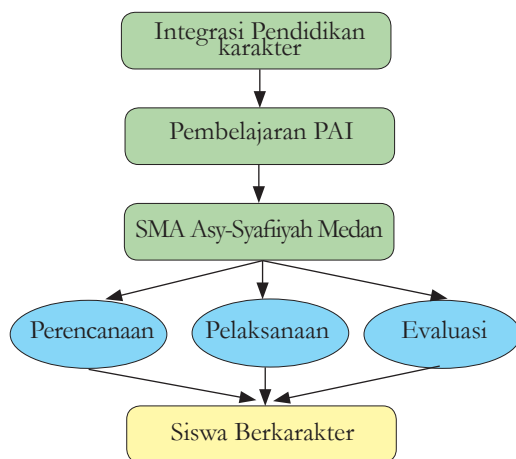 Integrasi Pendidikan
karakter
Pembelajaran PAI
SMA Asy-Syafiiyah Medan
Perencanaan
Pelaksanaan
Evaluasi
Siswa Berkarakter